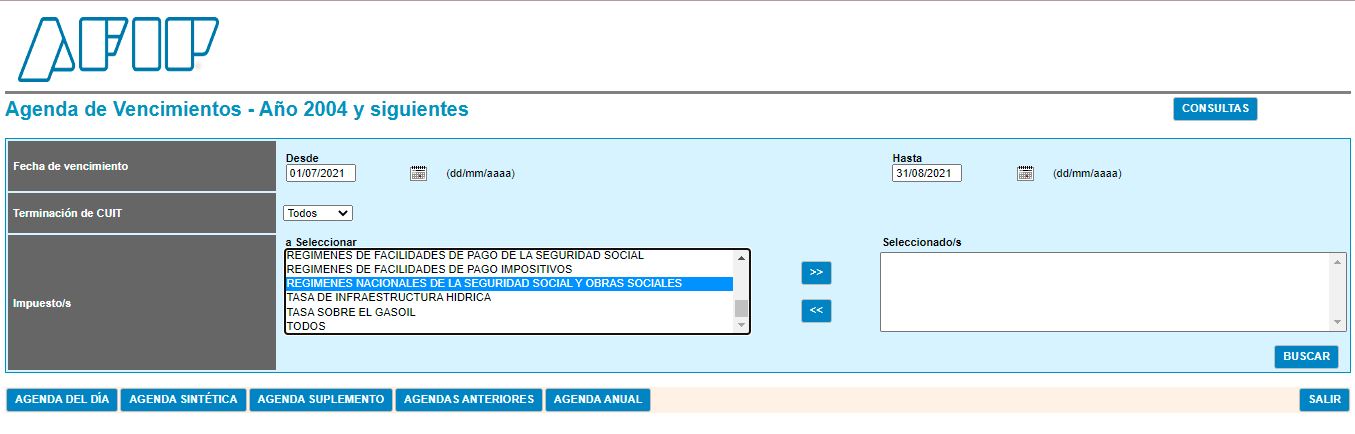 AFIP
Agenda de Vencimientos - Año 2004 y siguientes
CONSULTAS
Fecha de vencimiento
Desde
01/07/2021
(dd/mm/aaaa)
Hasta
31/08/2021
(dd/mm/aaaa)
Terminación de CUIT
Todos
Impuesto/s
a Seleccionar
REGIMENES DE FACILIDADES DE PAGO DE LA SEGURIDAD SOCIAL
REGIMENES DE FACILIDADES DE PAGO IMPOSITIVOS
REGIMENES NACIONALES DE LA SEGURIDAD SOCIAL Y OBRAS SOCIALES
TASA DE INFRAESTRUCTURA HIDRICA
TASA SOBRE EL GASOIL
TODOS
>>
<<
Seleccionado/s
BUSCAR
AGENDA DEL DÍA AGENDA SINTÉTICA AGENDA SUPLEMENTO AGENDAS ANTERIORES AGENDA ANUAL SALIR